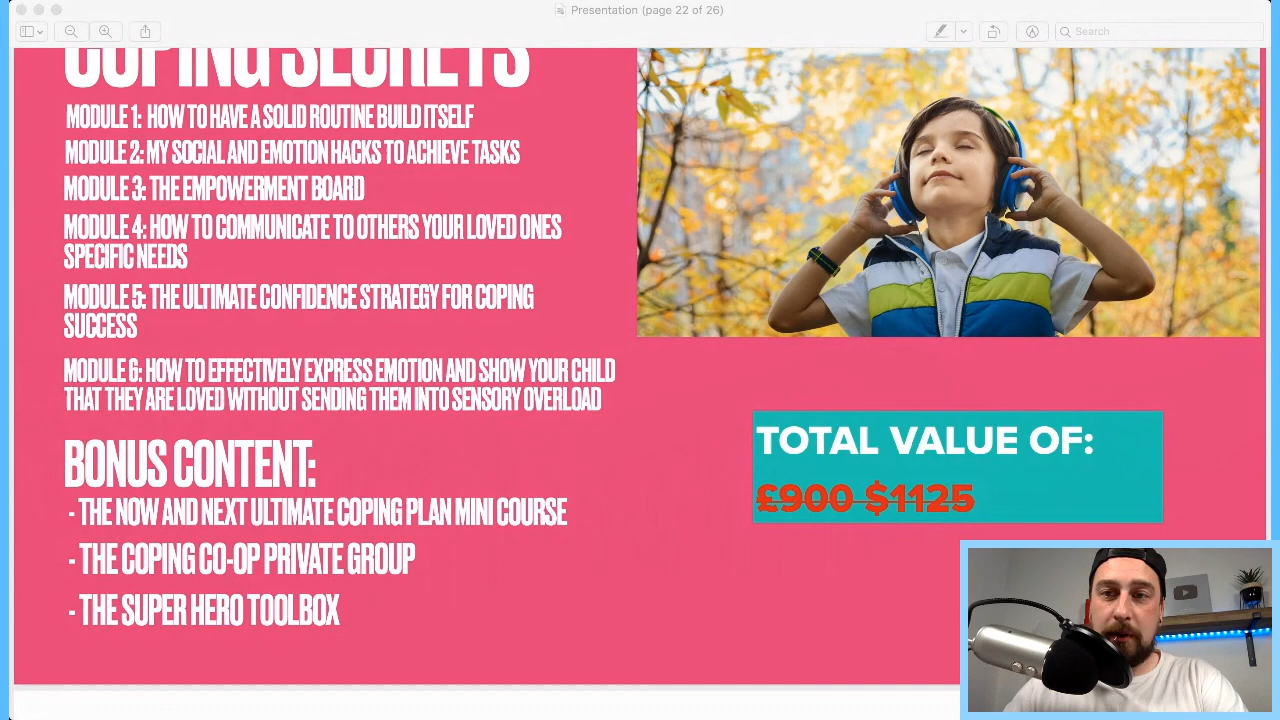 Presentation (page 22 of 26)
Search
COPING SECRETS
MODULE 1: HOW TO HAVE A SOLID ROUTINE BUILD ITSELF
MODULE 2: MY SOCIAL AND EMOTION HACKS TO ACHIEVE TASKS
MODULE 3: THE EMPOWERMENT BOARD
MODULE 4: HOW TO COMMUNICATE TO OTHERS YOUR LOVED ONES
SPECIFIC NEEDS
MODULE 5: THE ULTIMATE CONFIDENCE STRATEGY FOR COPING
SUCCESS
MODULE 6: HOW TO EFFECTIVELY EXPRESS EMOTION AND SHOW YOUR CHILD
THAT THEY ARE LOVED WITHOUT SENDING THEM INTO SENSORY OVERLOAD
BONUS CONTENT:
- THE NOW AND NEXT ULTIMATE COPING PLAN MINI COURSE
- THE COPING CO-OP PRIVATE GROUP
- THE SUPER HERO TOOLBOX
TOTAL VALUE OF:
£900 $1125